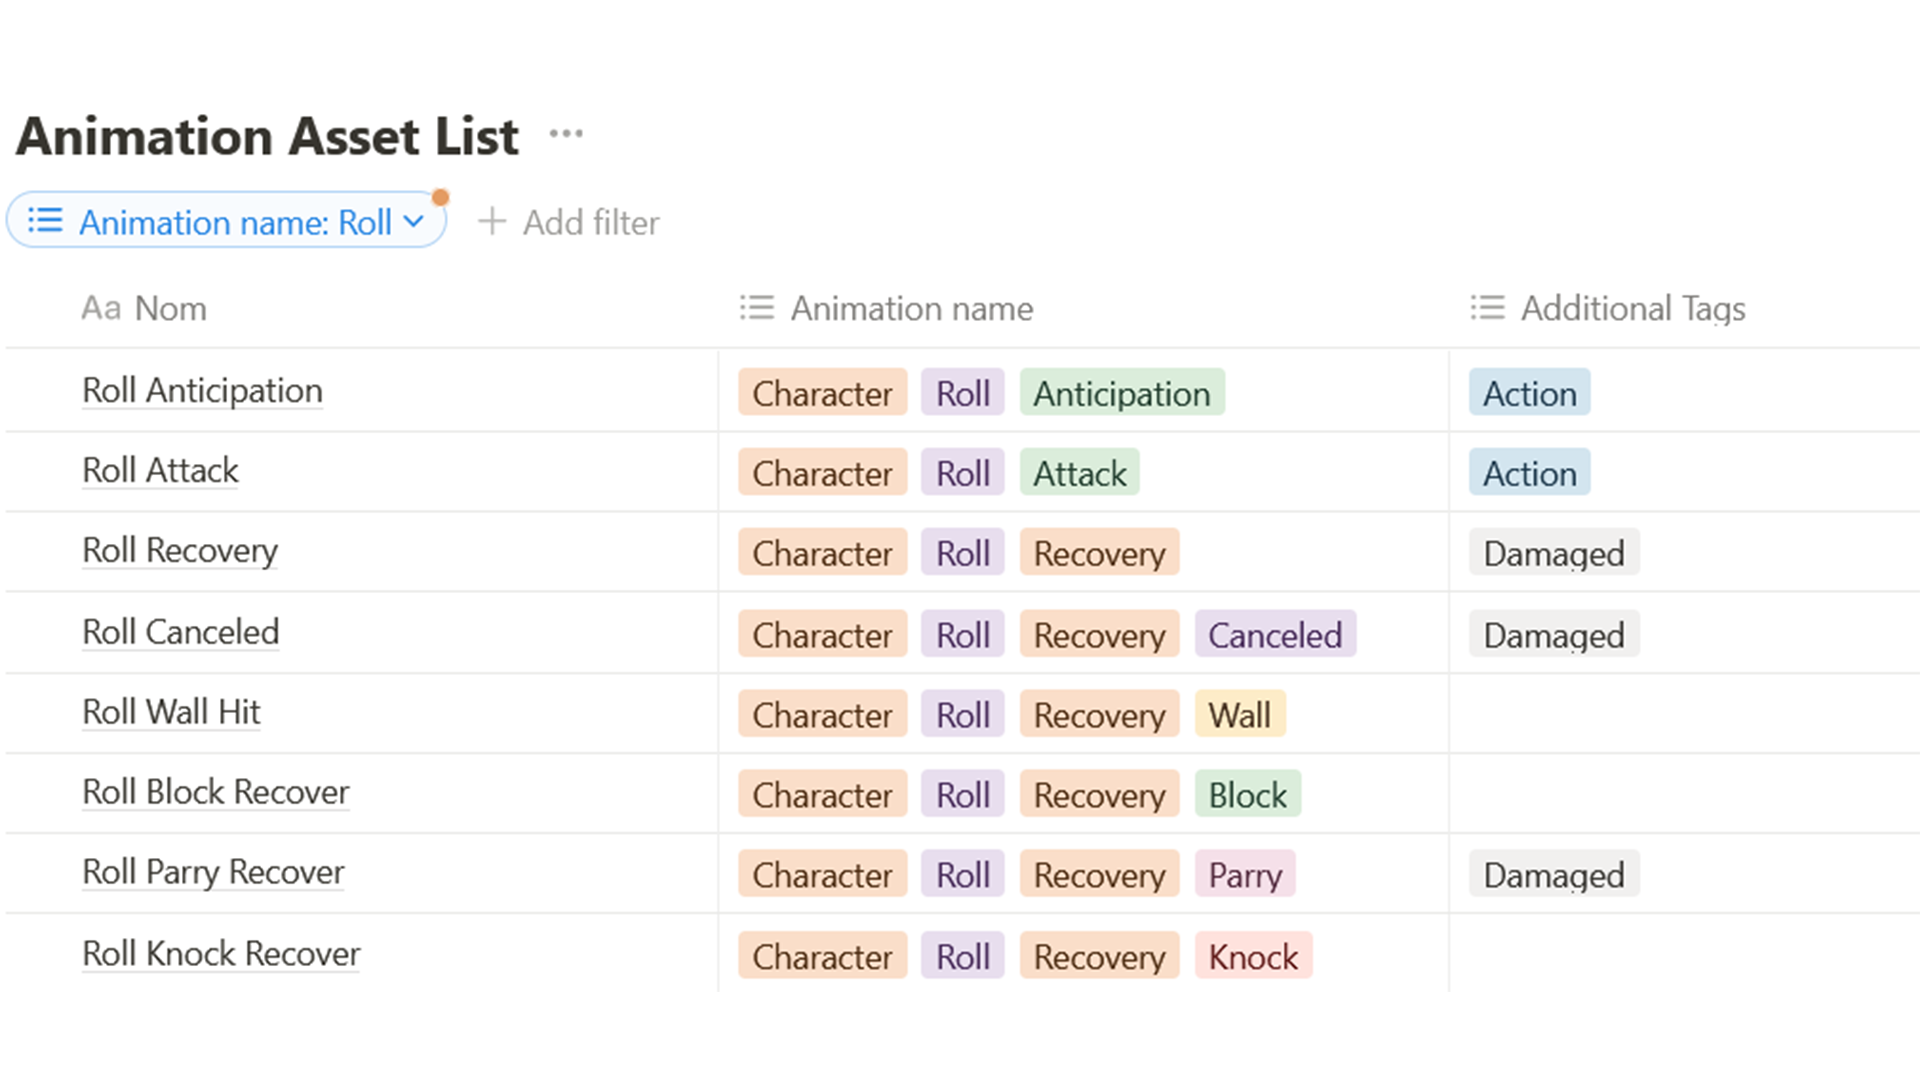 Animation Asset List ...
Animation name: Roll + Add filter
Aa Nom Animation name Additional Tags
Roll Anticipation Character Roll Anticipation Action
Roll Attack Character Roll Attack Action
Roll Recovery Character Roll Recovery Damaged
Roll Canceled Character Roll Recovery Canceled Damaged
Roll Wall Hit Character Roll Recovery Wall
Roll Block Recover Character Roll Recovery Block
Roll Parry Recover Character Roll Recovery Parry Damaged
Roll Knock Recover Character Roll Recovery Knock